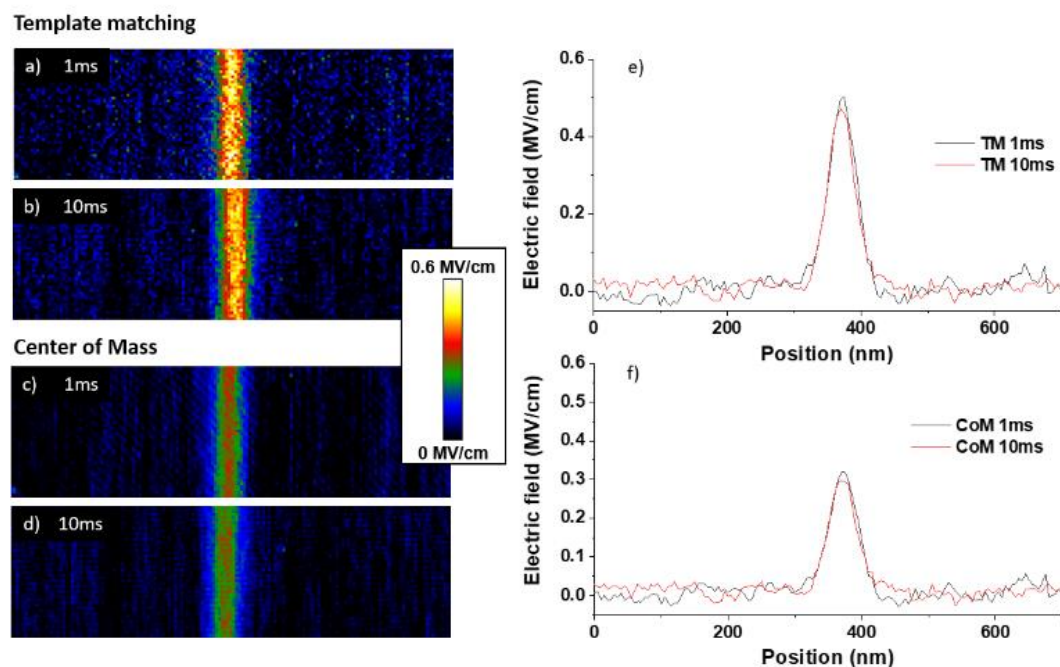 Template matching
a) 1ms
b) 10ms
0.6 MV/cm
0 MV/cm
Center of Mass
c) 1ms
d) 10ms
e)
Electric field (MV/cm)
0.6
0.4
0.2
0.0
TM 1ms
TM 10ms
0 200 400 600
Position (nm)
f)
Electric field (MV/cm)
0.6
0.5
0.4
0.3
0.2
0.1
0.0
CoM 1ms
CoM 10ms
0 200 400 600
Position (nm)